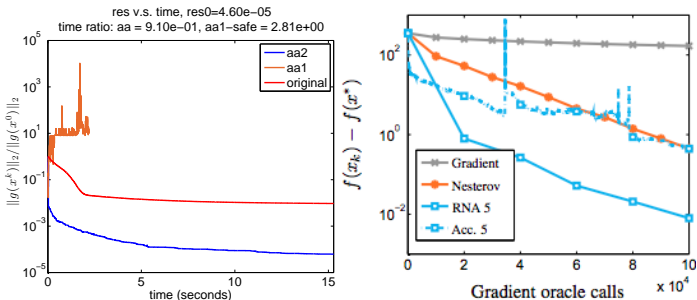 res v.s. time, res0=4.60e-05
time ratio: aa = 9.10e-01, aa1-safe = 2.81e+00
10^5
10^3
10^1
10^-1
10^-3
10^-5
||g(x^k)||_2/||g(x^0)||_2
aa2
aa1
original
0
5
10
15
time (seconds)
10^2
10^0
10^-2
f(x_k) − f(x^*)
Gradient
Nesterov
RNA 5
Acc. 5
0 2 4 6 8 10
x 10^4
Gradient oracle calls